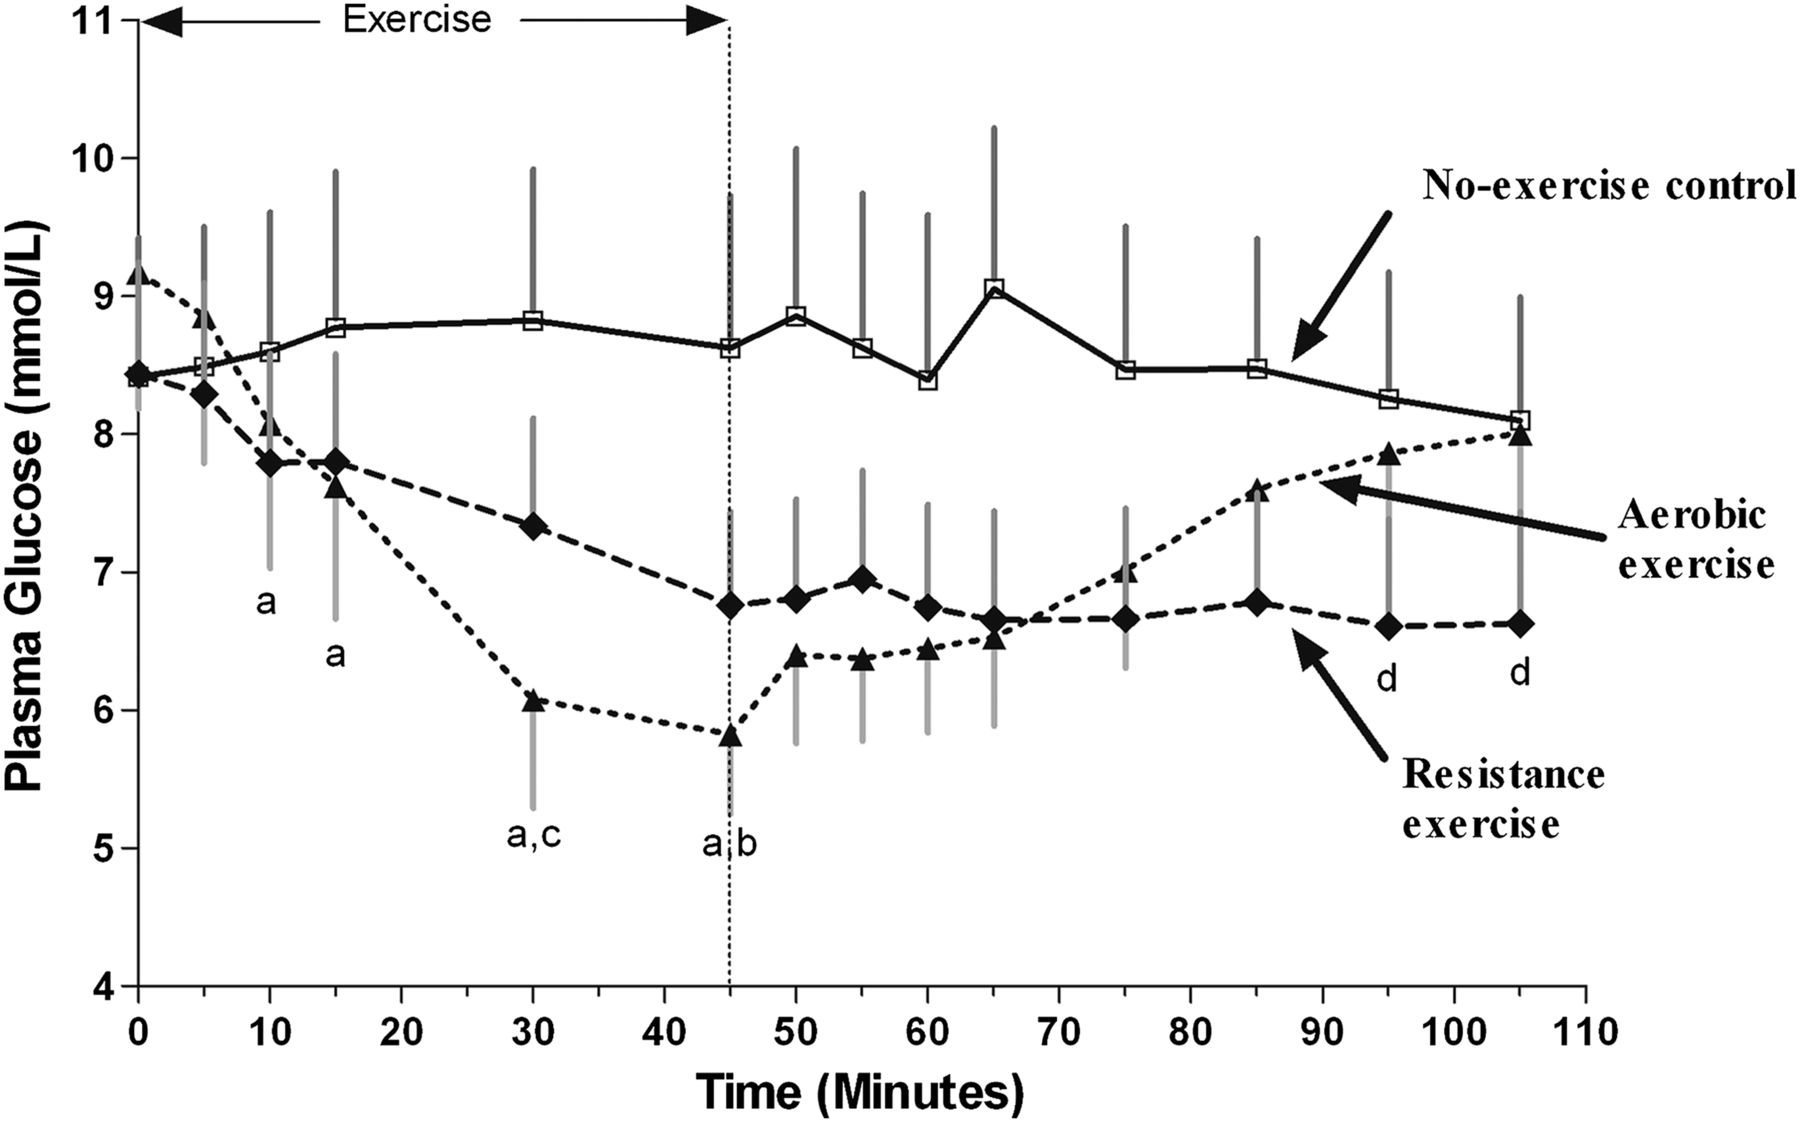 Exercise
11
10
9
8
7
6
5
4
Plasma Glucose (mmol/L)
No-exercise control
Aerobic
exercise
Resistance
exercise
a
a
a,c
a,b
d
d
0 10 20 30 40 50 60 70 80 90 100 110
Time (Minutes)